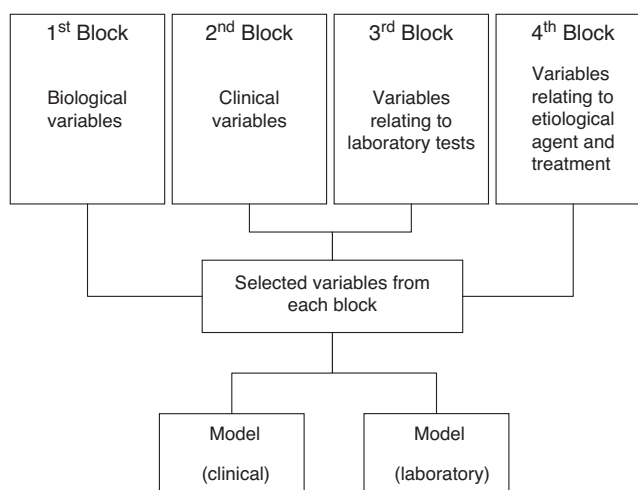 1st Block
Biological
variables
2nd Block
Clinical
variables
3rd Block
Variables
relating to
laboratory tests
4th Block
Variables
relating to
etiological
agent and
treatment
Selected variables from
each block
Model
(clinical)
Model
(laboratory)